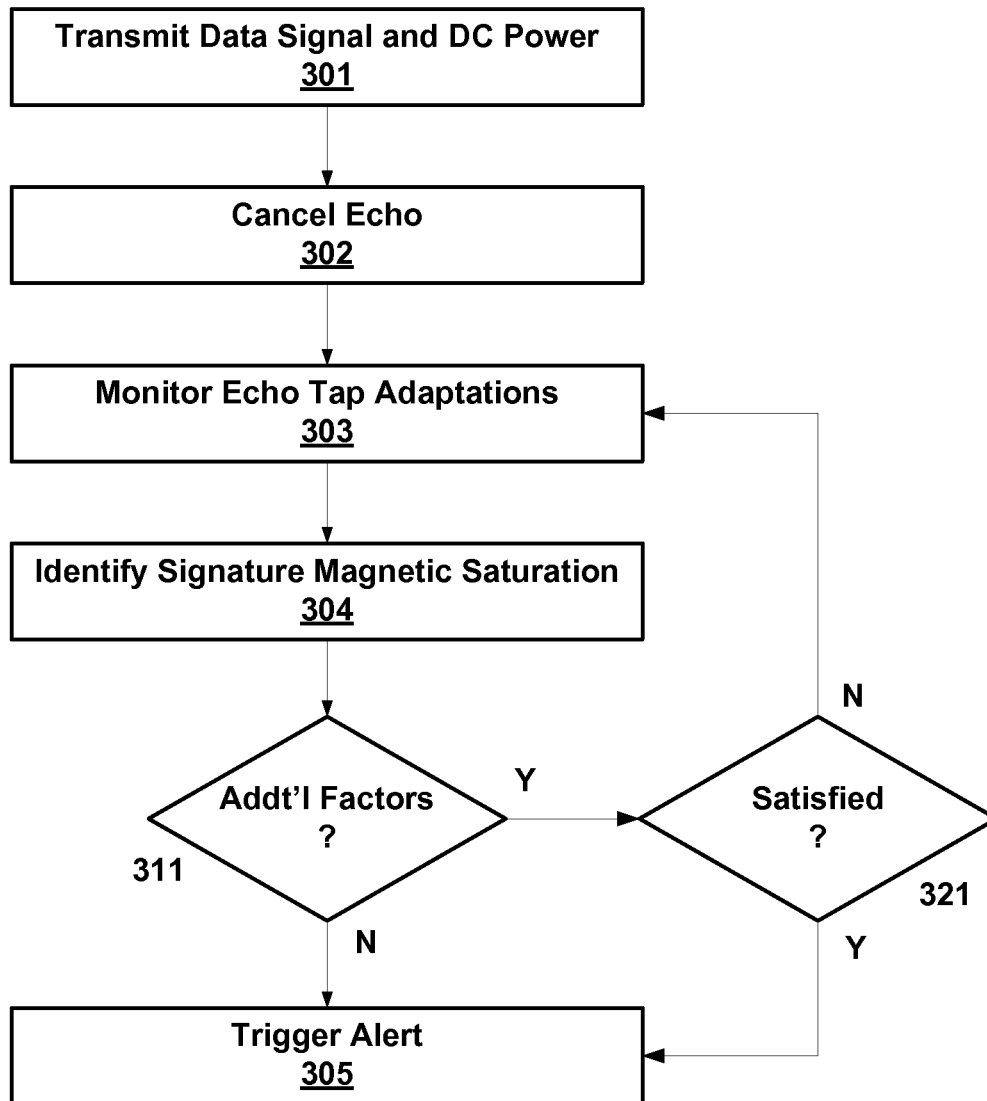 Transmit Data Signal and DC Power
301
Cancel Echo
302
Monitor Echo Tap Adaptations
303
Identify Signature Magnetic Saturation
304
N
Addt'l Factors
?
Y
Satisfied
?
311
321
N
Y
Trigger Alert
305